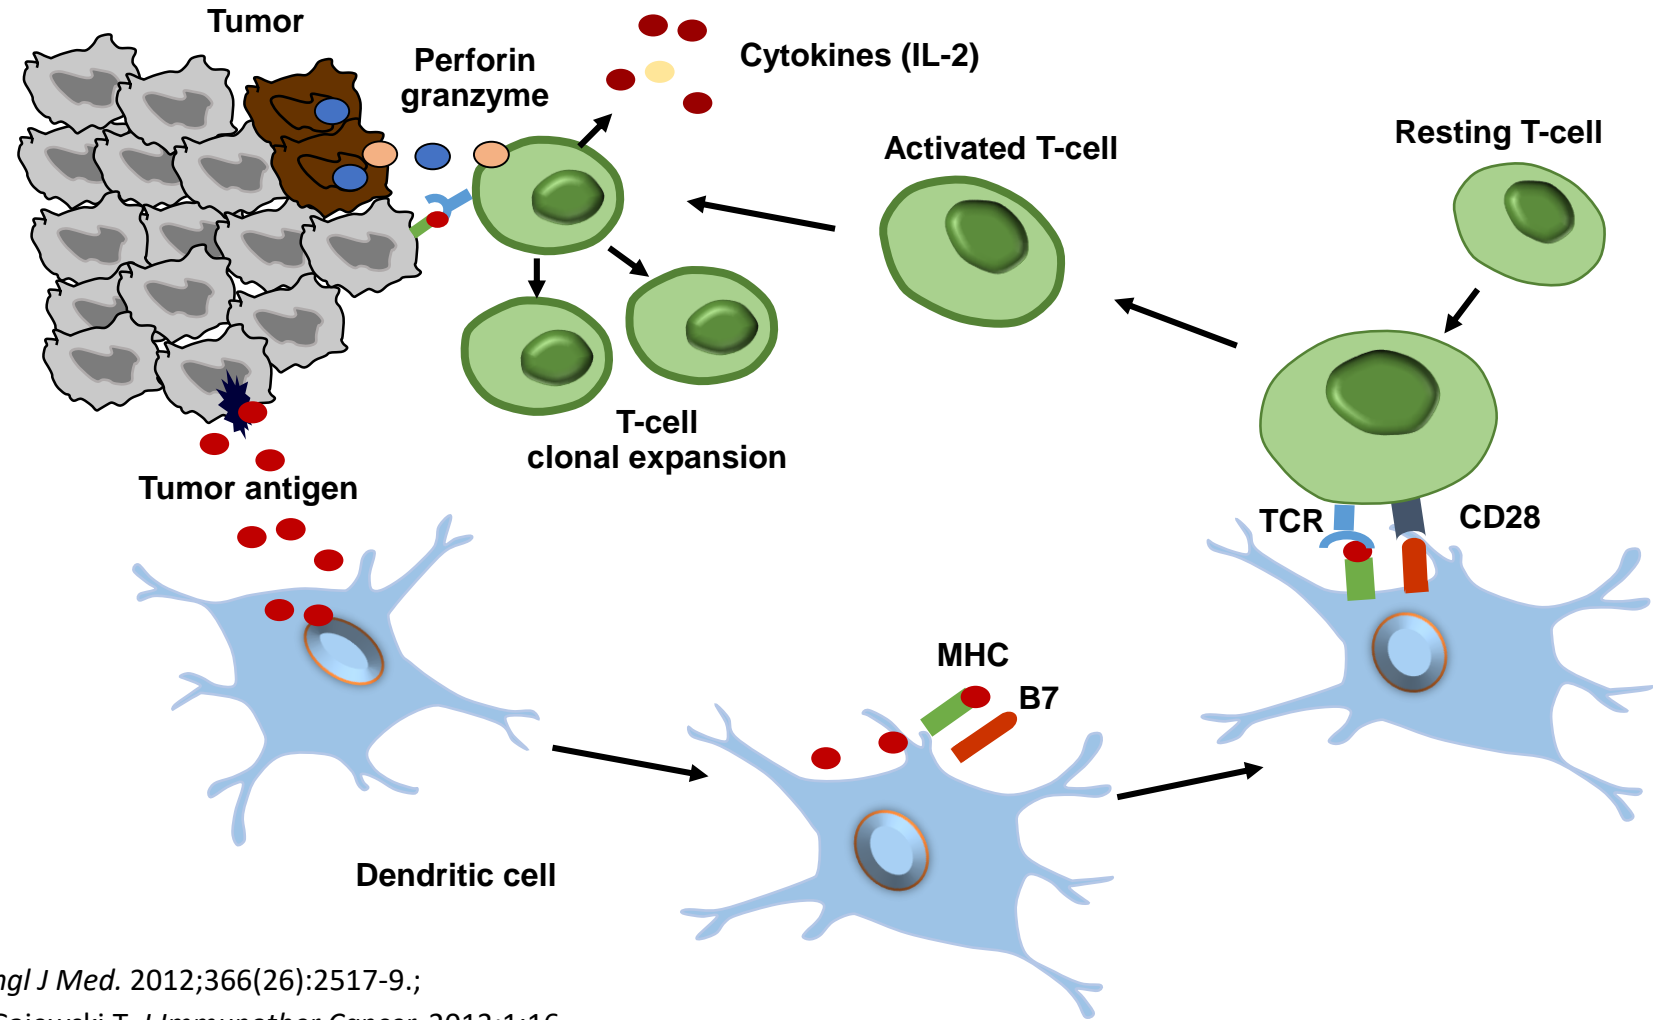 Tumor
Perforin
granzyme
Cytokines (IL-2)
Activated T-cell
Resting T-cell
T-cell
clonal expansion
Tumor antigen
TCR
CD28
MHC
B7
Dendritic cell
ngl J Med. 2012;366(26):2517-9.;